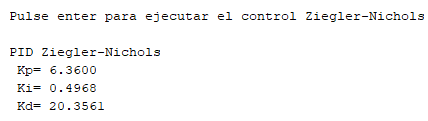 Pulse enter para ejecutar el control Ziegler-Nichols
PID Ziegler-Nichols
Kp= 6.3600
Ki= 0.4968
Kd= 20.3561